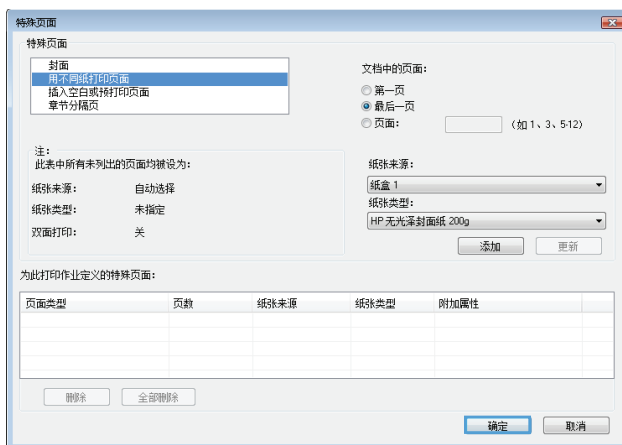 特殊页面
特殊页面
封面
用不同纸打印页面
插入空白或预打印页面
章节分隔页
文档中的页面:
第一页
最后一页
页面: (如 1、3、5-12)
注:
此表中所有未列出的页面均被设为:
纸张来源: 自动选择
纸张类型: 未指定
双面打印: 关
纸张来源:
纸盒 1
纸张类型:
HP 无光泽封面纸 200g
添加 更新
为此打印作业定义的特殊页面:
页面类型 页数 纸张来源 纸张类型 附加属性
删除 全部删除
确定 取消